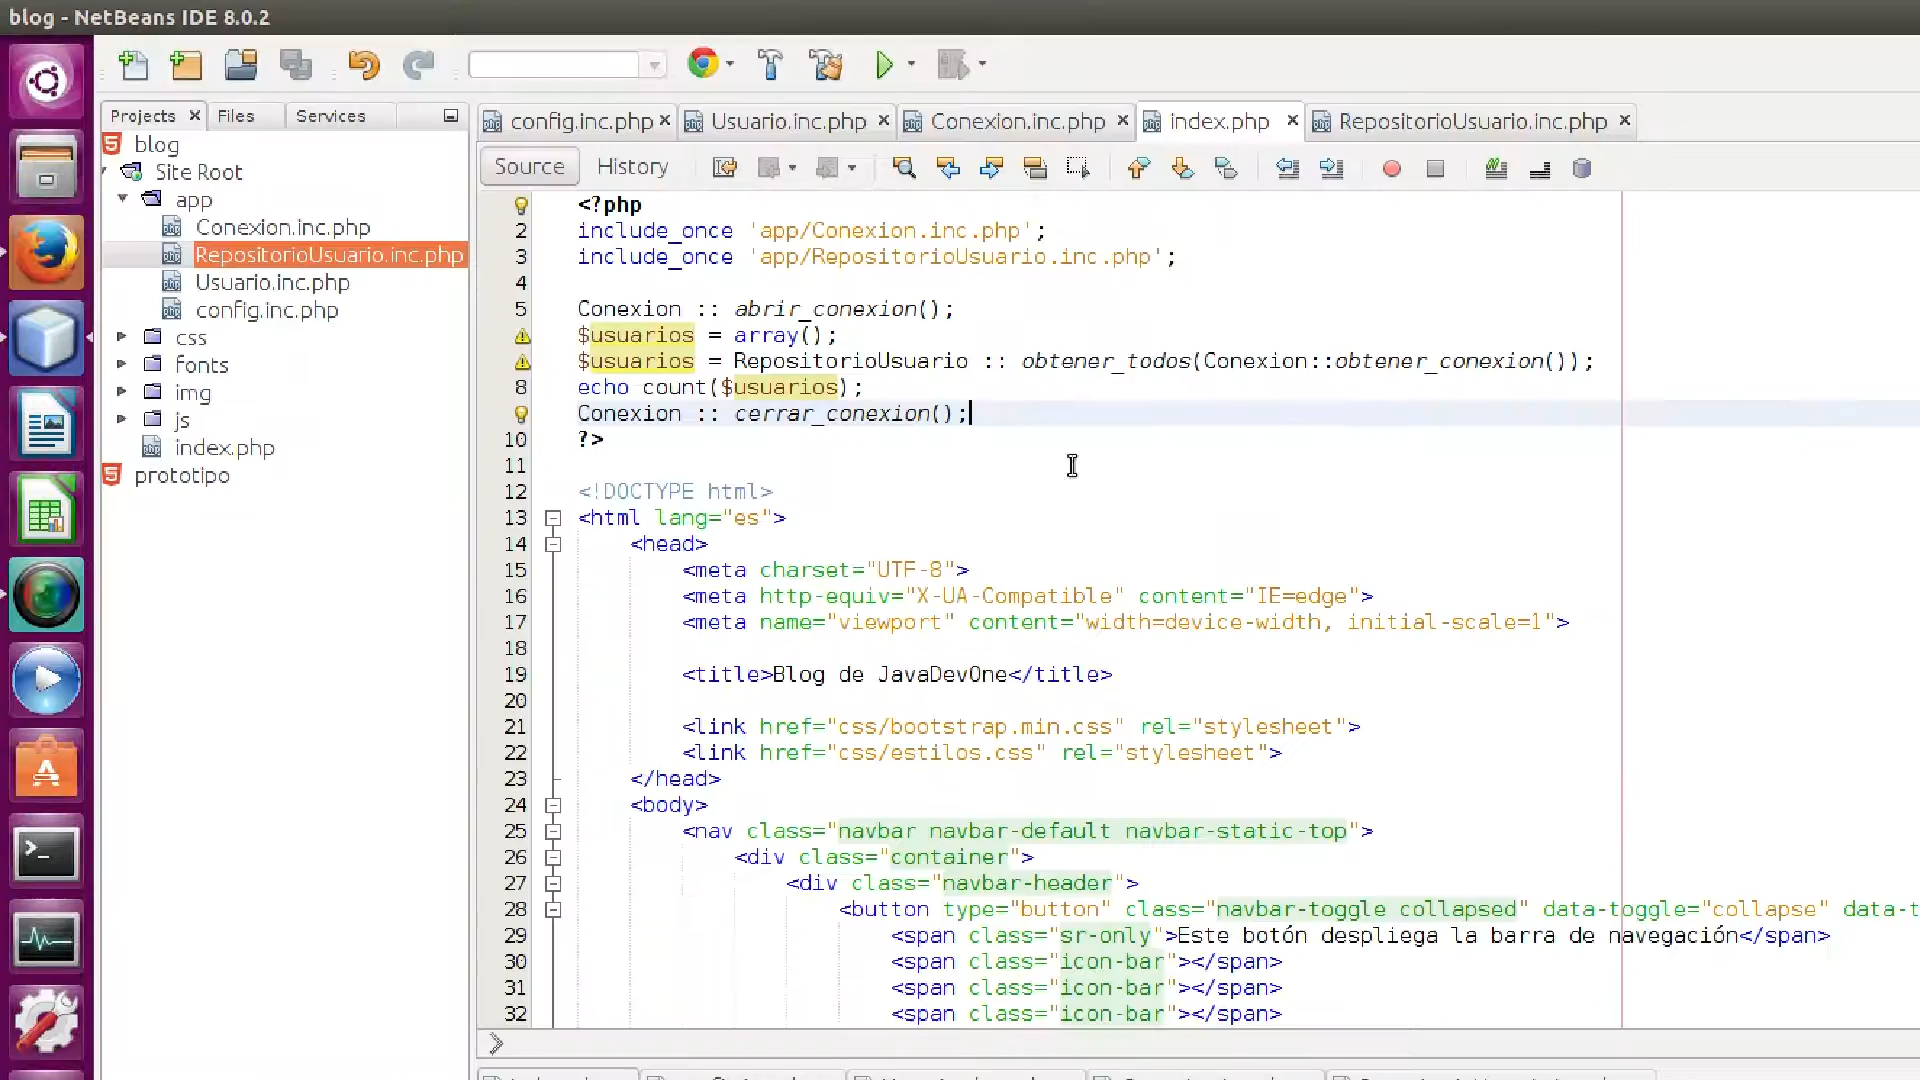 blog - NetBeans IDE 8.0.2
Projects × Files Services
config.inc.php × Usuario.inc.php × Conexion.inc.php × index.php × RepositorioUsuario.inc.php ×
Source History
blog
Site Root
app
Conexion.inc.php
RepositorioUsuario.inc.php
Usuario.inc.php
config.inc.php
css
fonts
img
js
index.php
prototipo
<?php
2 include_once 'app/Conexion.inc.php';
3 include_once 'app/RepositorioUsuario.inc.php';
4
5 Conexion :: abrir_conexion();
$usuarios = array();
$usuarios = RepositorioUsuario :: obtener_todos(Conexion::obtener_conexion());
8 echo count($usuarios);
Conexion :: cerrar_conexion();
10 ?>
11
12 <!DOCTYPE html>
13 <html lang="es">
14 <head>
15 <meta charset="UTF-8">
16 <meta http-equiv="X-UA-Compatible" content="IE=edge">
17 <meta name="viewport" content="width=device-width, initial-scale=1">
18
19 <title>Blog de JavaDevOne</title>
20
21 <link href="css/bootstrap.min.css" rel="stylesheet">
22 <link href="css/estilos.css" rel="stylesheet">
23 </head>
24 <body>
25 <nav class="navbar navbar-default navbar-static-top">
26 <div class="container">
27 <div class="navbar-header">
28 <button type="button" class="navbar-toggle collapsed" data-toggle="collapse" data-t
29 <span class="sr-only">Este botón despliega la barra de navegación</span>
30 <span class="icon-bar"></span>
31 <span class="icon-bar"></span>
32 <span class="icon-bar"></span>